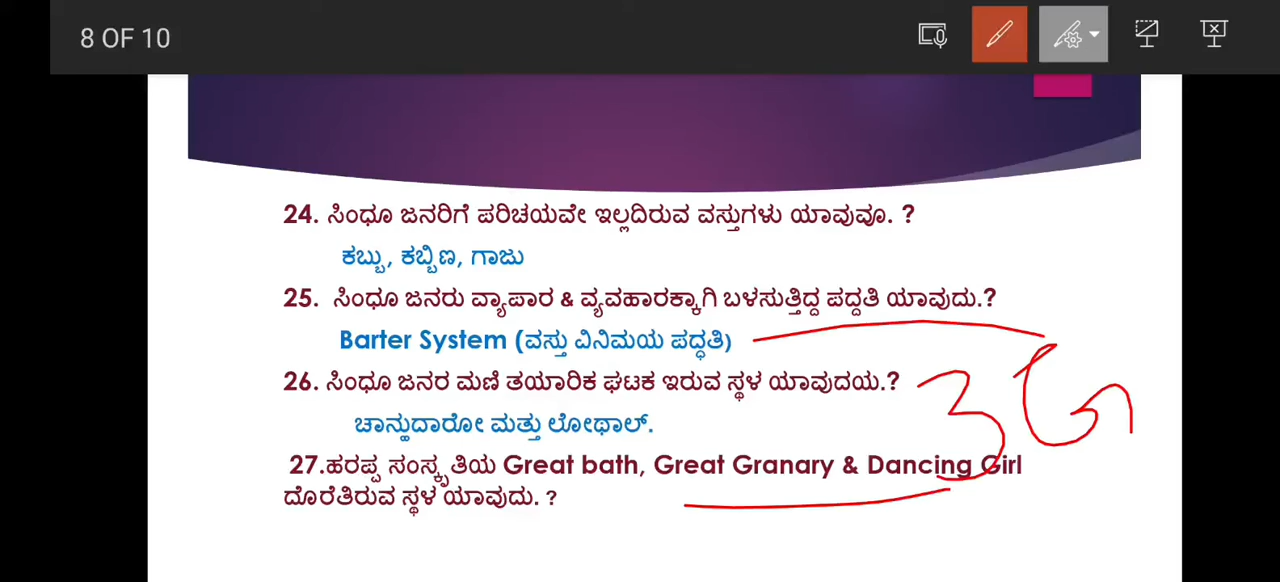 8 OF 10
24. ಸಿಂಧೂ ಜನರಿಗೆ ಪರಿಚಯವೇ ಇಲ್ಲದಿರುವ ವಸ್ತುಗಳು ಯಾವುವೂ. ?
ಕಬ್ಬು, ಕಬ್ಬಿಣ, ಗಾಜು
25. ಸಿಂಧೂ ಜನರು ವ್ಯಾಪಾರ & ವ್ಯವಹಾರಕ್ಕಾಗಿ ಬಳಸುತ್ತಿದ್ದ ಪದ್ದತಿ ಯಾವುದು.?
Barter System (ವಸ್ತು ವಿನಿಮಯ ಪದ್ಧತಿ)
26. ಸಿಂಧೂ ಜನರ ಮಣಿ ತಯಾರಿಕ ಘಟಕ ಇರುವ ಸ್ಥಳ ಯಾವುದಯ.?
3G
ಚಾನ್ಹುದಾರೋ ಮತ್ತು ಲೋಥಾಲ್.
27.ಹರಪ್ಪ ಸಂಸ್ಕೃತಿಯ Great bath, Great Granary & Dancing Girl
ದೊರೆತಿರುವ ಸ್ಥಳ ಯಾವುದು. ?